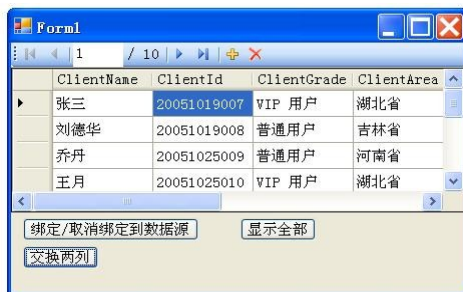 Form1
1 / 10
ClientName ClientId ClientGrade ClientArea
张三 20051019007 VIP 用户 湖北省
刘德华 20051019008 普通用户 吉林省
乔丹 20051025009 普通用户 河南省
王月 20051025010 VIP 用户 湖北省
绑定/取消绑定到数据源 显示全部
交换两列